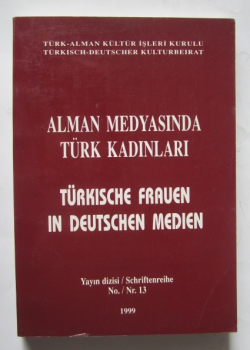 TÜRK-ALMAN KÜLTÜR İŞLERİ KURULU
TÜRKISCH-DEUTSCHER KULTURBEIRAT
ALMAN MEDYASINDA
TÜRK KADINLARI
TÜRKISCHE FRAUEN
IN DEUTSCHEN MEDIEN
Yayın dizisi / Schriftenreihe
No. / Nr. 13
1999